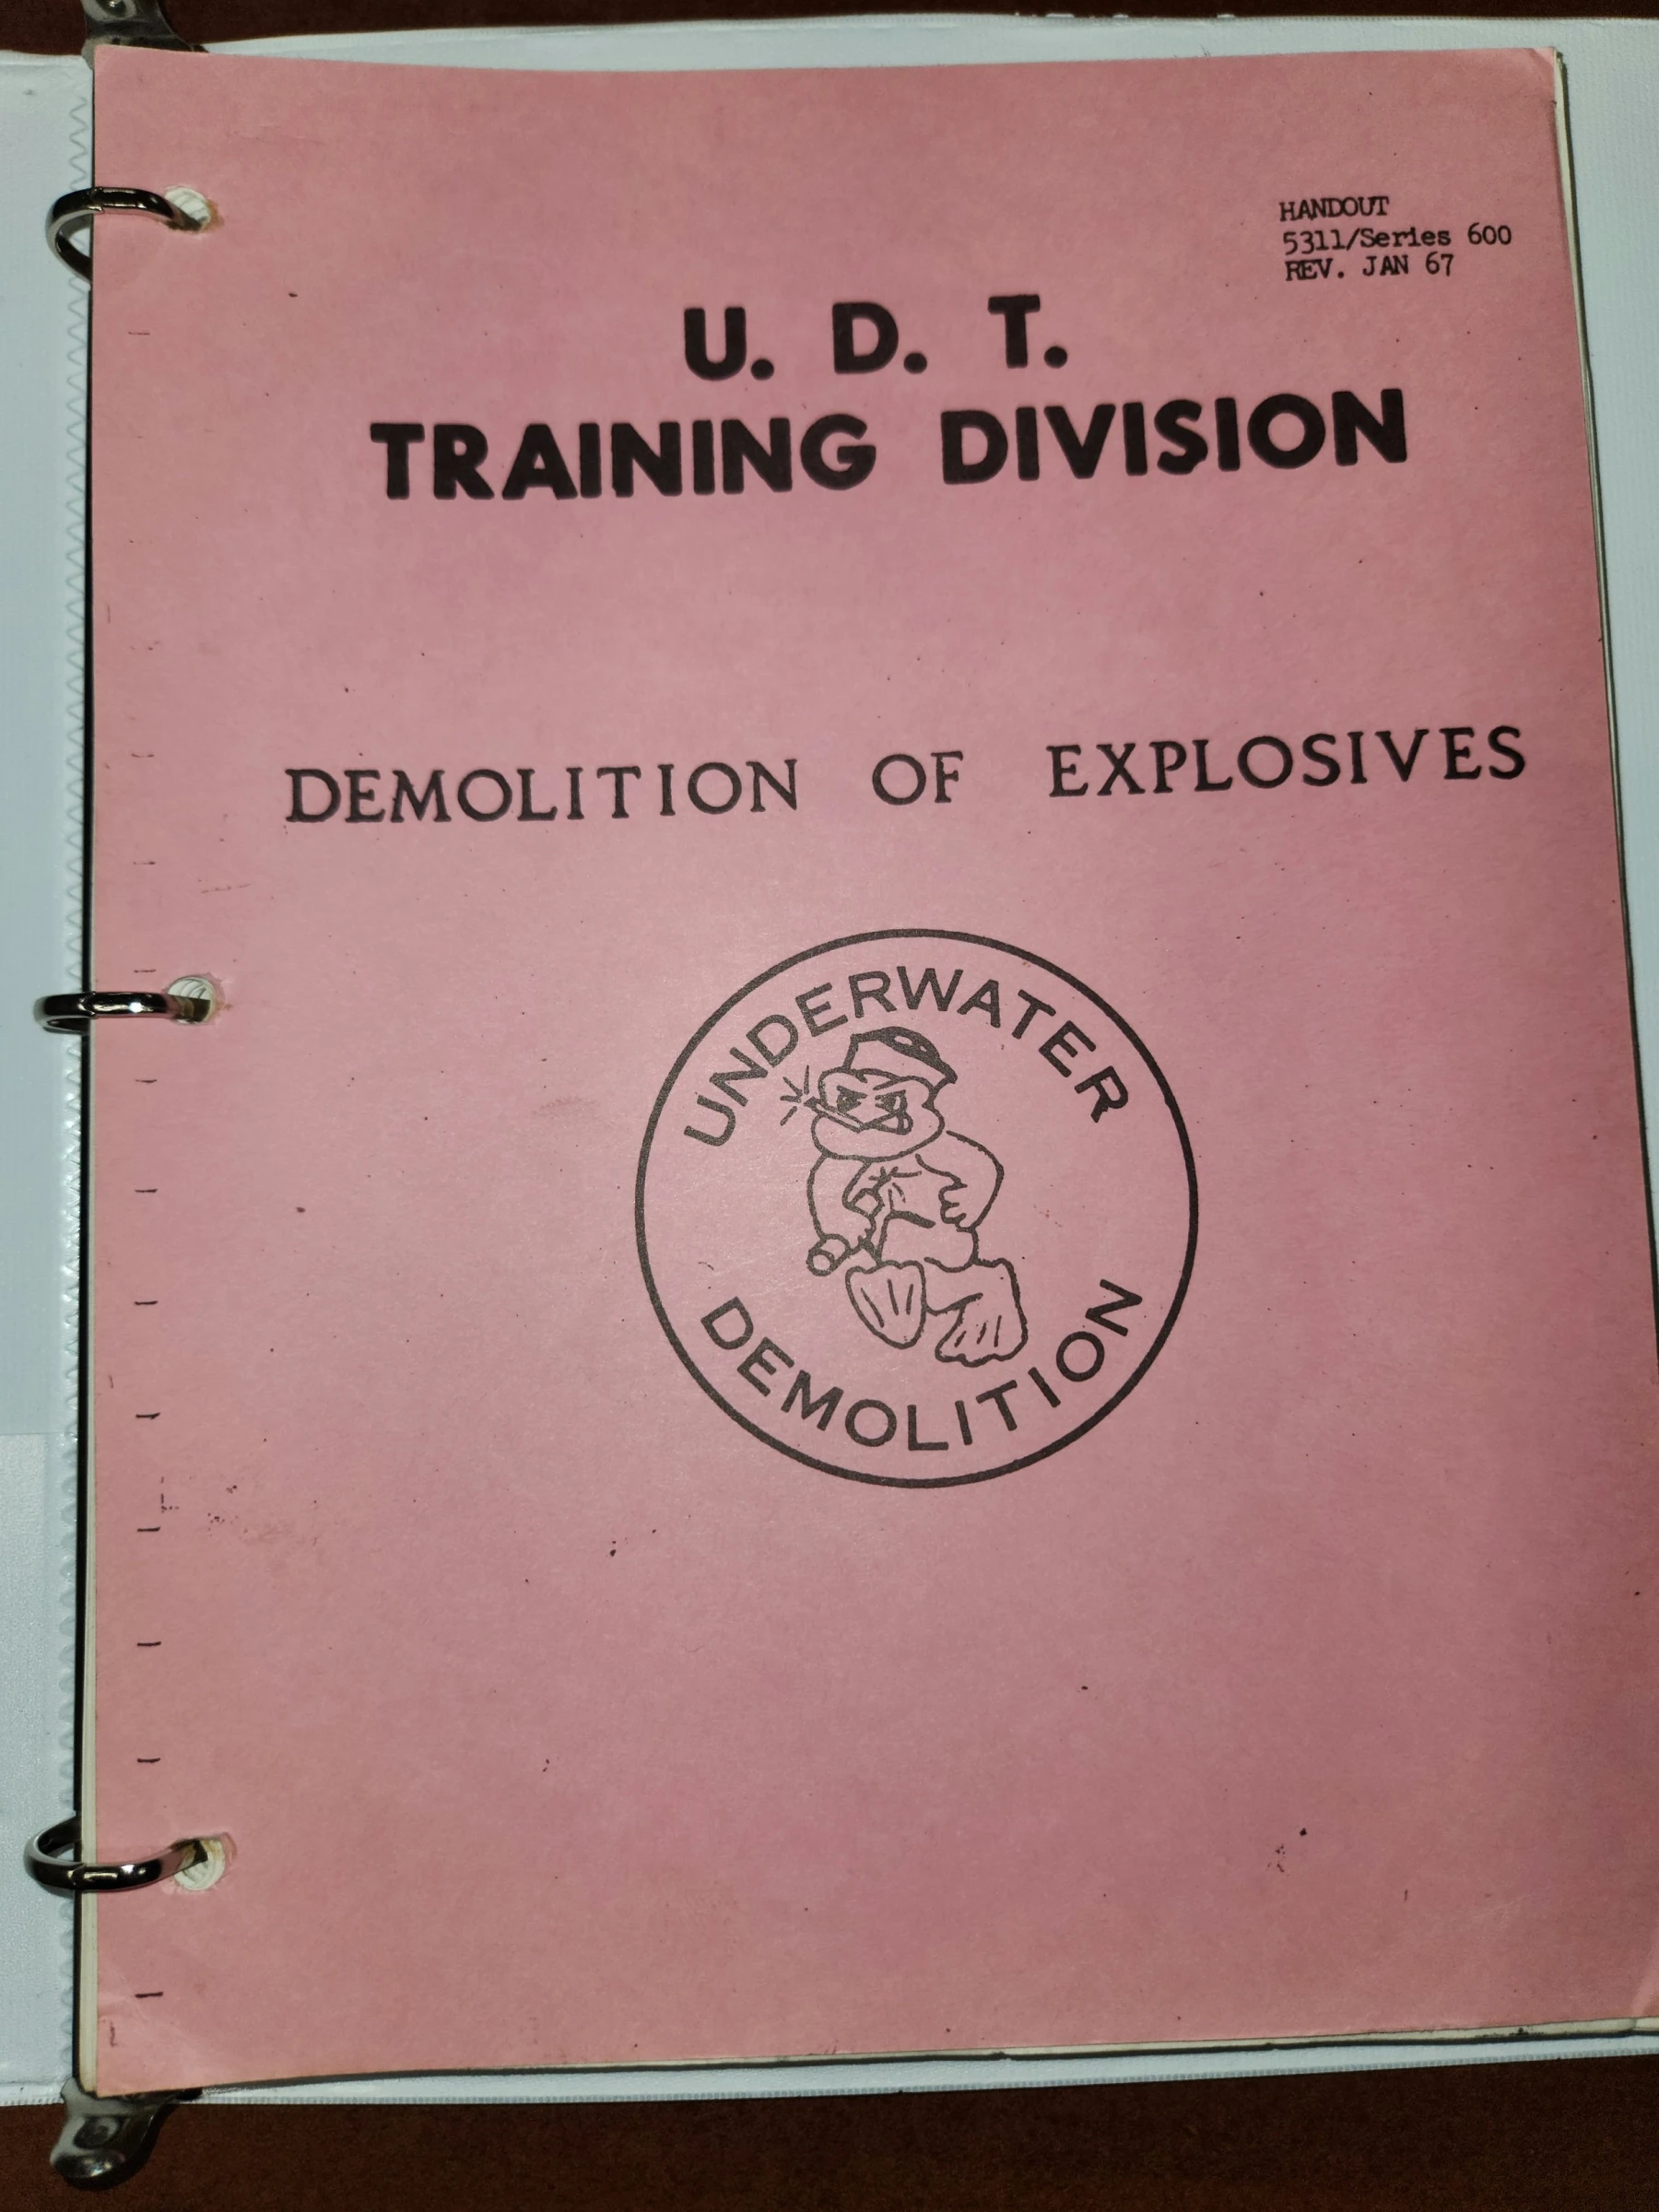 HANDOUT
5311/Series 600
REV. JAN 67
U. D. T.
TRAINING DIVISION
DEMOLITION OF EXPLOSIVES
UNDERWATER
DEMOLITION